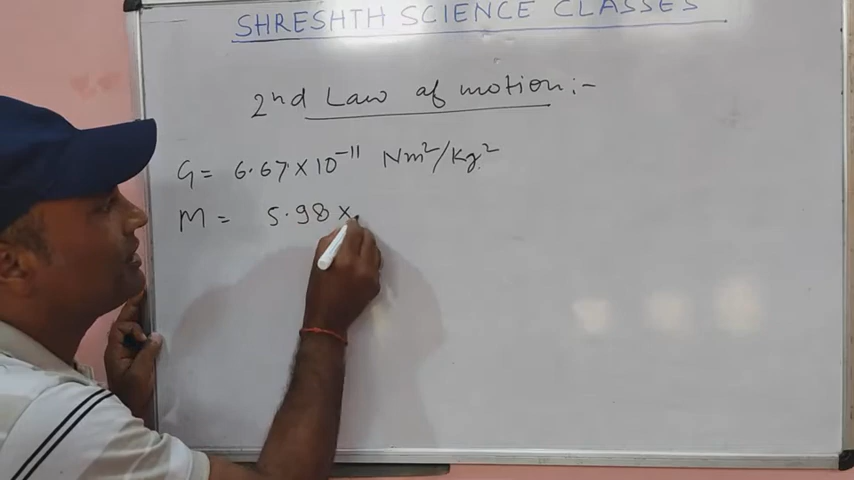 SHRESHTH SCIENCE CLASSES
2nd Law of motion:-
G= 6.67×10⁻¹¹ Nm²/Kg²
M = 5.98×